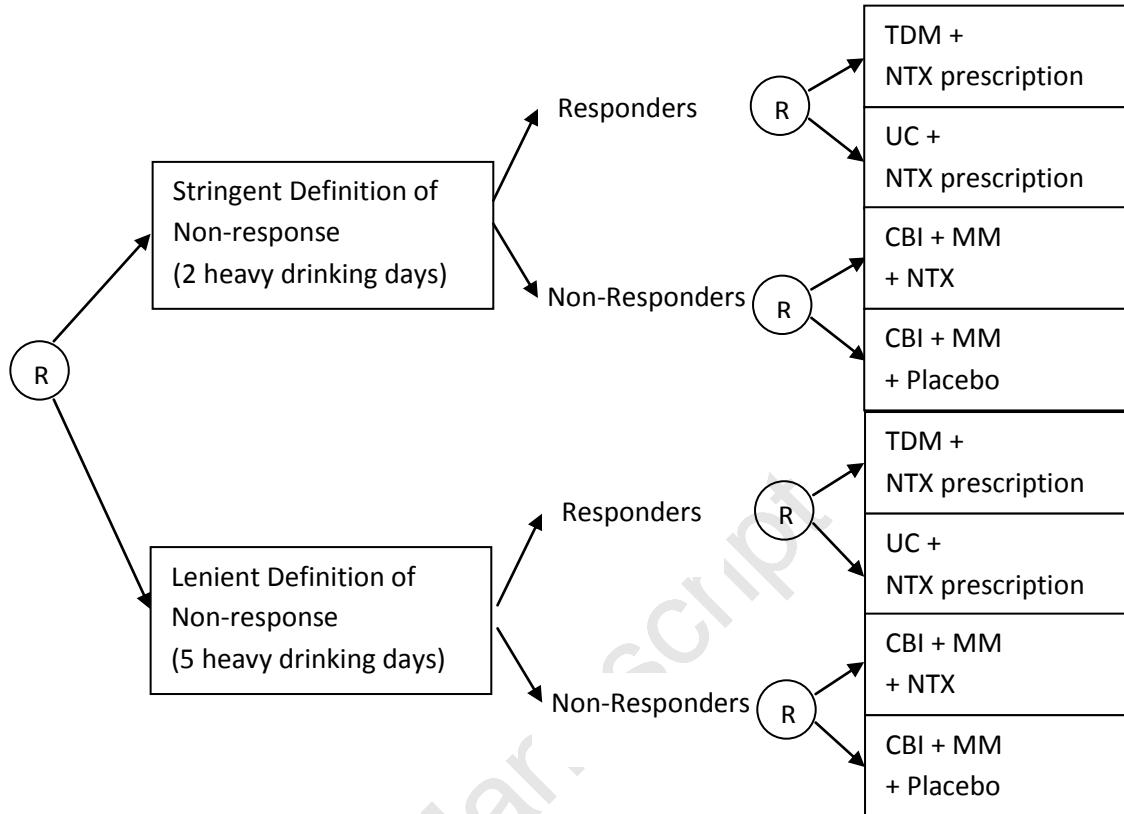 R
Stringent Definition of
Non-response
(2 heavy drinking days)
Responders
R
TDM +
NTX prescription
UC +
NTX prescription
Non-Responders
R
CBI + MM
+ NTX
CBI + MM
+ Placebo
Lenient Definition of
Non-response
(5 heavy drinking days)
Responders
R
TDM +
NTX prescription
UC +
NTX prescription
Non-Responders
R
CBI + MM
+ NTX
CBI + MM
+ Placebo